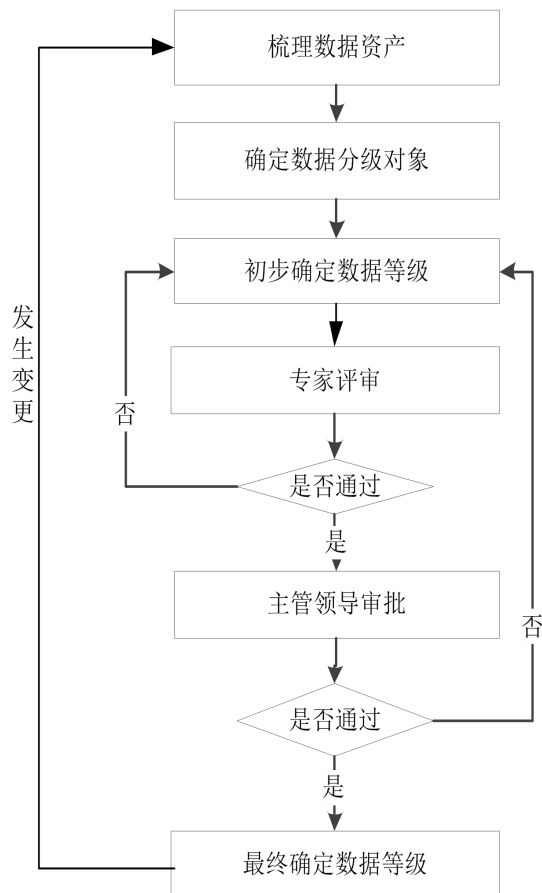 梳理数据资产
确定数据分级对象
初步确定数据等级
发生变更
专家评审
否
是否通过
是
主管领导审批
否
是否通过
是
最终确定数据等级